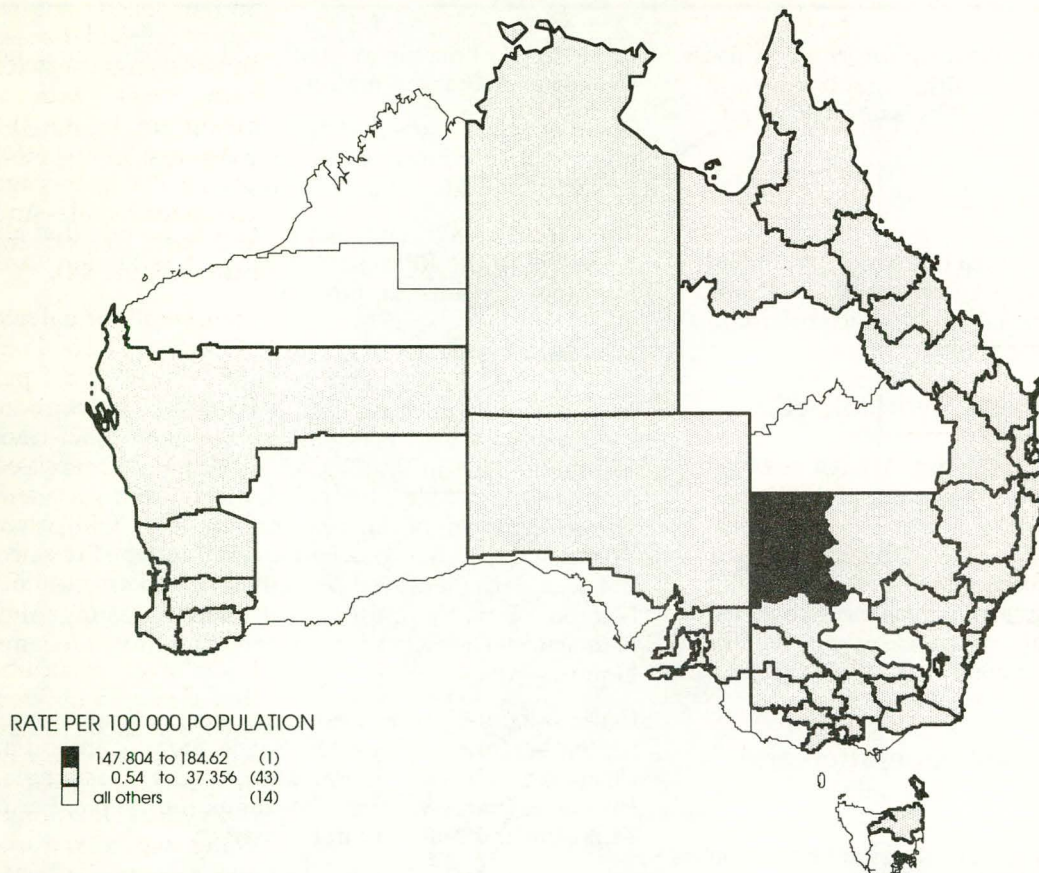 RATE PER 100 000 POPULATION
147.804 to 184.62 (1)
0.54 to 37.356 (43)
all others (14)